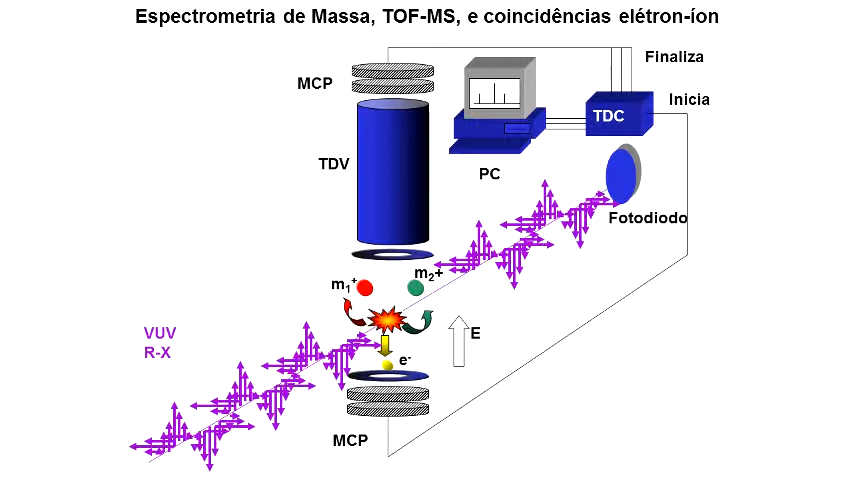 Espectrometria de Massa, TOF-MS, e coincidências elétron-íon
Finaliza
MCP
Inicia
TDC
TDV
PC
Fotodiodo
m₁⁺
m₂+
VUV
R-X
E
e⁻
MCP